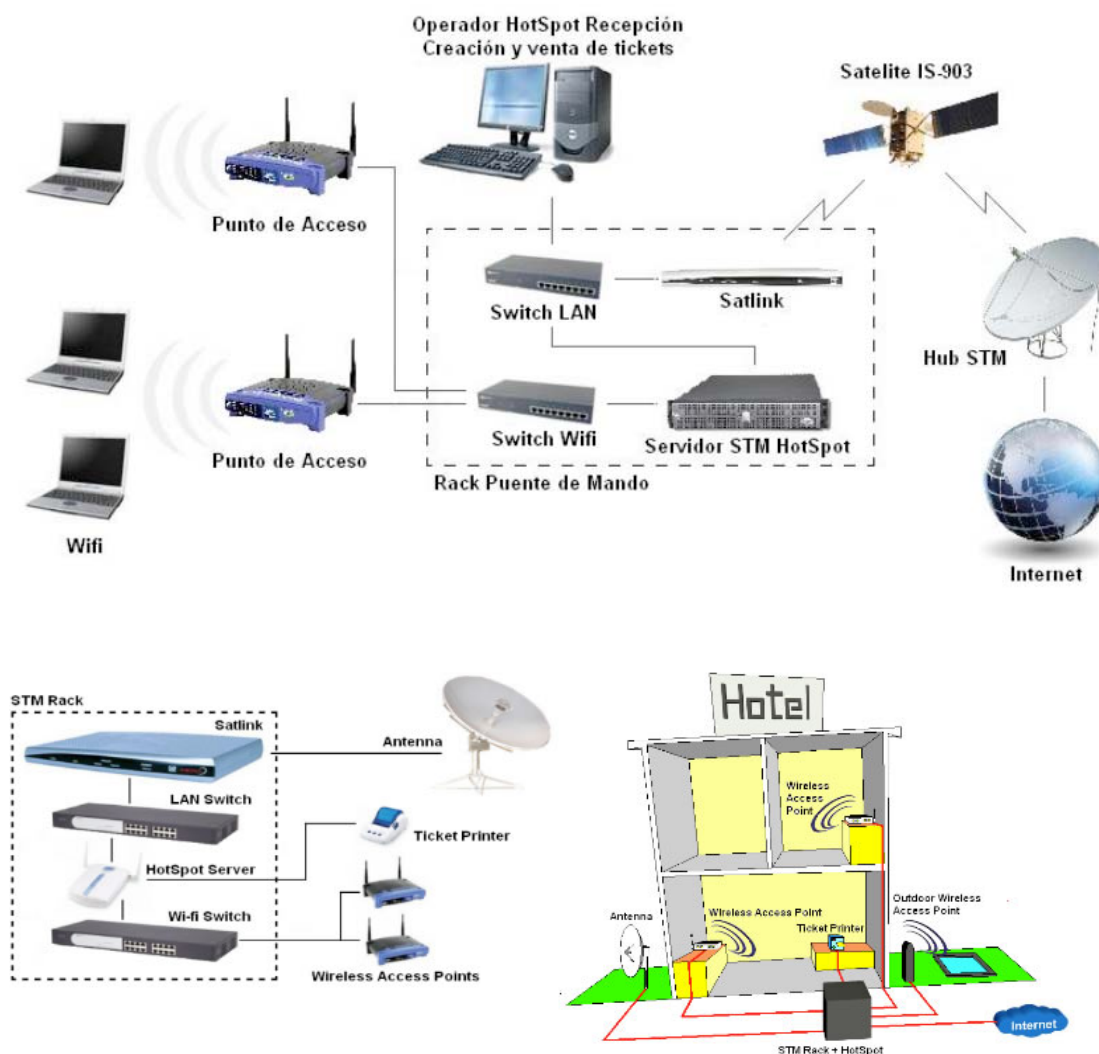 Operador HotSpot Recepción
Creación y venta de tickets
Satelite IS-903
Punto de Acceso
Switch LAN
Satlink
Hub STM
Punto de Acceso
Switch Wifi
Servidor STM HotSpot
Rack Puente de Mando
Wifi
Internet
STM Rack
Satlink
Antenna
LAN Switch
Ticket Printer
HotSpot Server
Wi-fi Switch
Wireless Access Points
Hotel
Wireless
Access
Point
Antenna
Wireless Access Point
Ticket Printer
Outdoor Wireless
Access Point
Internet
STM Rack + HotSpot